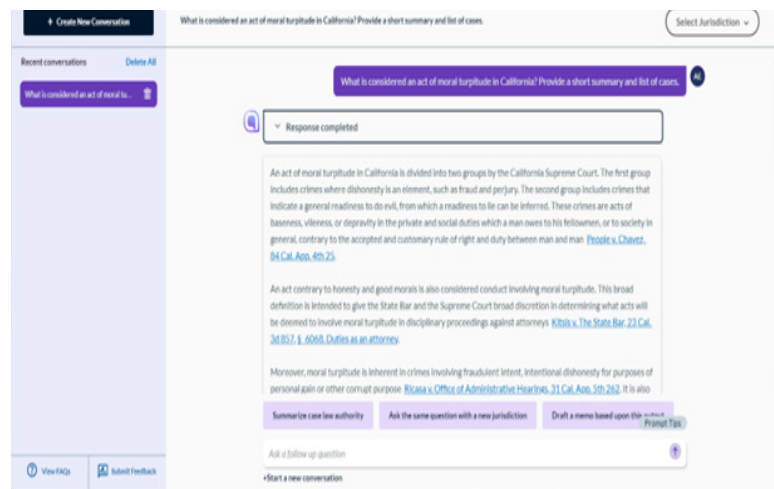 + Create New Conversation
What is considered an act of moral turpitude in California? Provide a short summary and list of cases.
Select Jurisdiction
Recent conversations
Delete All
What is considered an act of moral tu...
What is considered an act of moral turpitude in California? Provide a short summary and list of cases.
AE
Response completed
An act of moral turpitude in California is divided into two groups by the California Supreme Court. The first group
includes crimes where dishonesty is an element, such as fraud and perjury. The second group includes crimes that
indicate a general readiness to do evil, from which a readiness to lie can be inferred. These crimes are acts of
baseness, vileness, or depravity in the private and social duties which a man owes to his fellowmen, or to society in
general, contrary to the accepted and customary rule of right and duty between man and man People v. Chavez,
84 Cal. App. 4th 25.
An act contrary to honesty and good morals is also considered conduct involving moral turpitude. This broad
definition is intended to give the State Bar and the Supreme Court broad discretion in determining what acts will
be deemed to involve moral turpitude in disciplinary proceedings against attorneys Kitsis v. The State Bar, 23 Cal.
3d 857, § 6068. Duties as an attorney.
Moreover, moral turpitude is inherent in crimes involving fraudulent intent, intentional dishonesty for purposes of
personal gain or other corrupt purpose Ricasa v. Office of Administrative Hearings, 31 Cal. App. 5th 262. It is also
Summarize case law authority
Ask the same question with a new jurisdiction
Draft a memo based upon this output
Prompt Tips
Ask a follow up question
+Start a new conversation
View FAQs
Submit Feedback